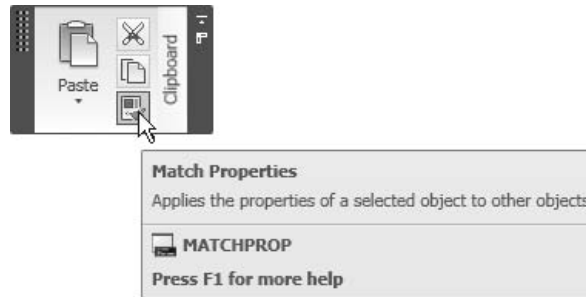 Paste
Clipboard
Match Properties
Applies the properties of a selected object to other objects
MATCHPROP
Press F1 for more help